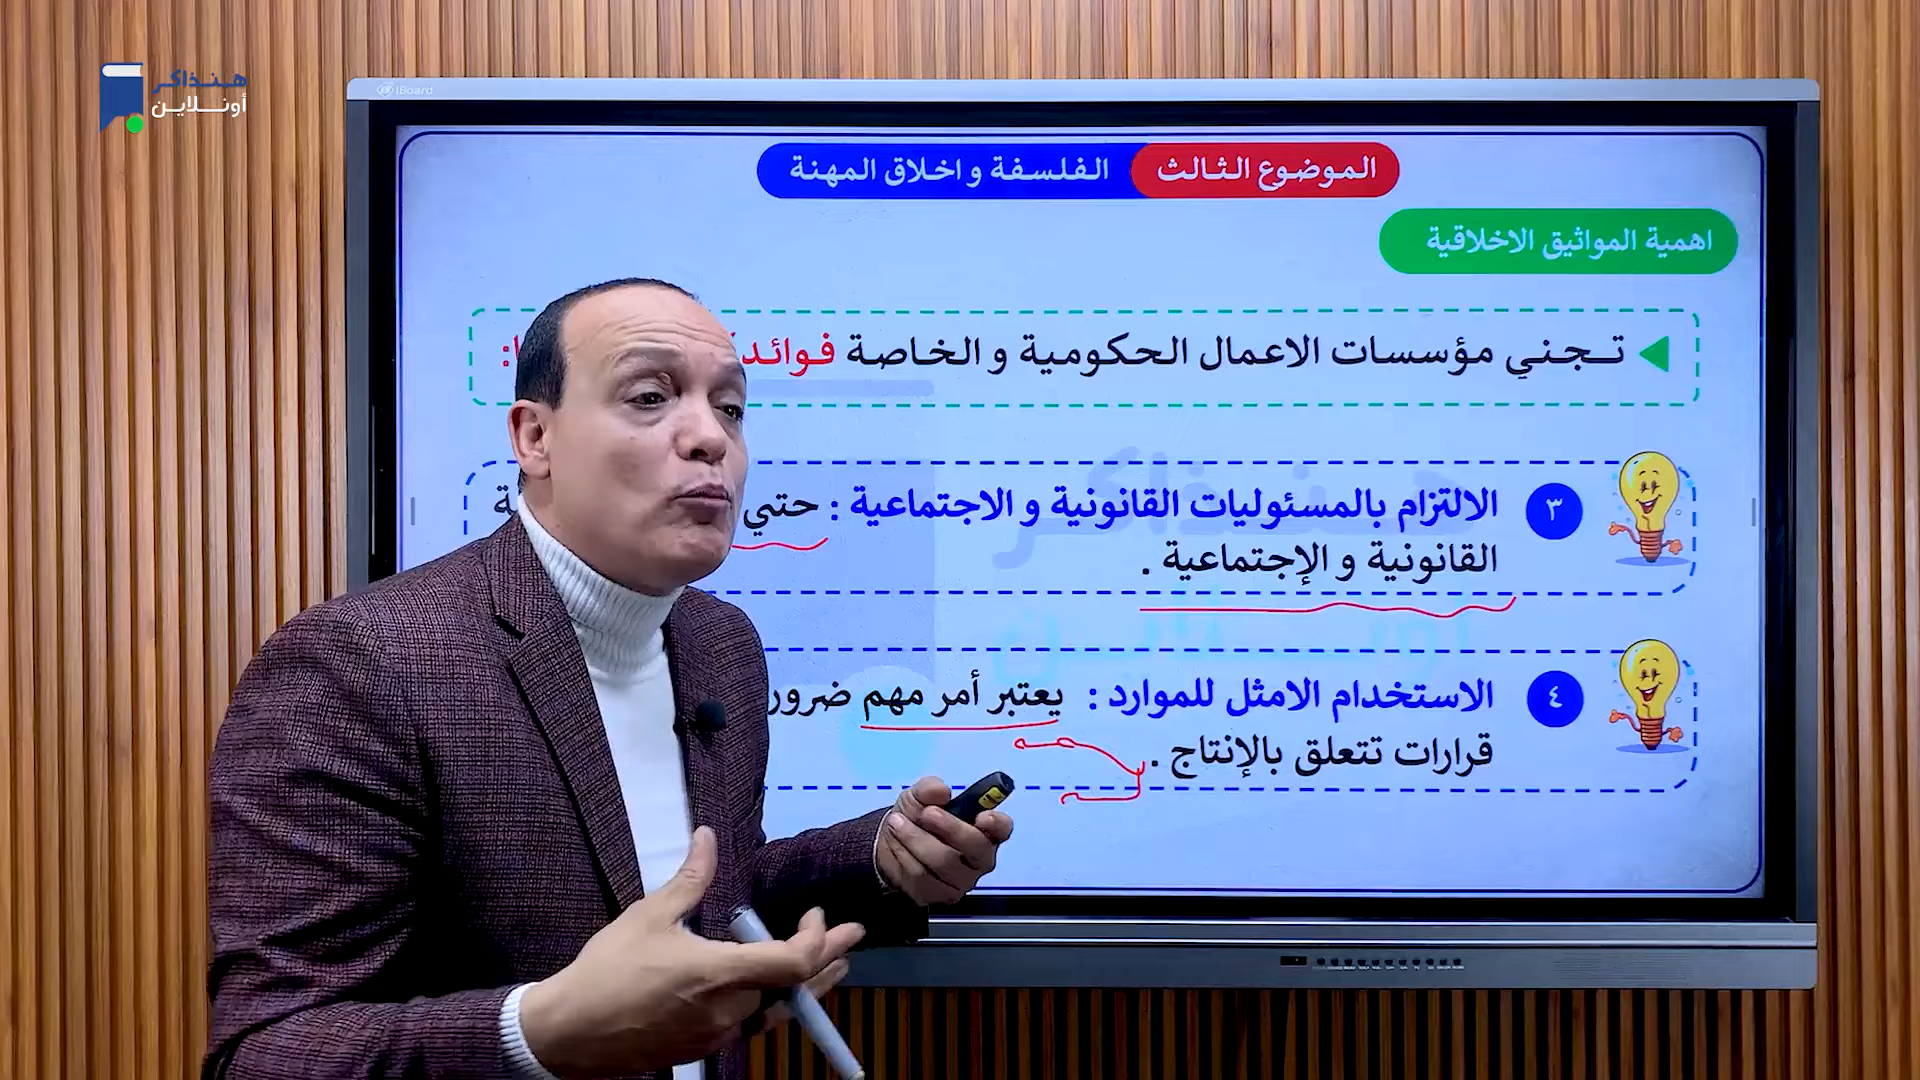 هنذاكر
أونلاين
iBoard
الموضوع الثالث الفلسفة و اخلاق المهنة
اهمية المواثيق الاخلاقية
تجني مؤسسات الاعمال الحكومية و الخاصة فوائد :
٣ الالتزام بالمسئوليات القانونية و الاجتماعية : حتي
القانونية و الإجتماعية .
٤ الاستخدام الامثل للموارد : يعتبر أمر مهم
قرارات تتعلق بالإنتاج .